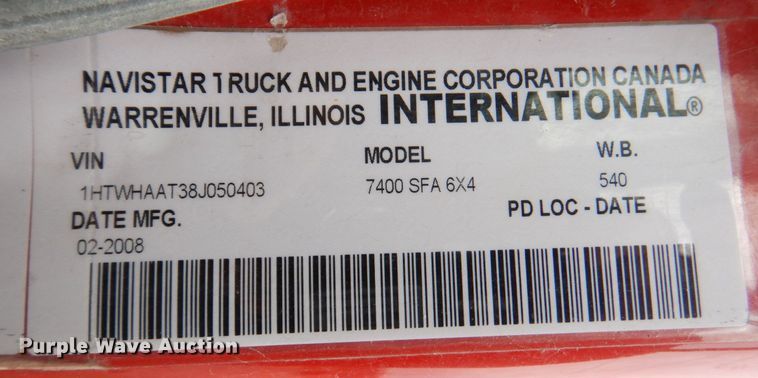 NAVISTAR TRUCK AND ENGINE CORPORATION CANADA
WARRENVILLE, ILLINOIS INTERNATIONAL®
VIN MODEL W.B.
1HTWHAAT38J050403 7400 SFA 6X4 540
DATE MFG. PD LOC - DATE
02-2008
Purple Wave Auction